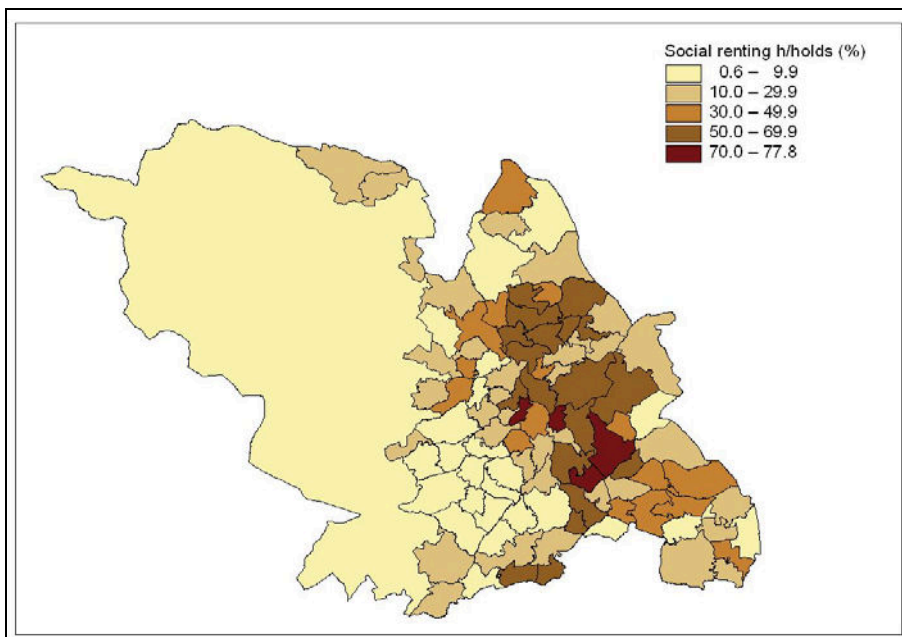 Social renting h/holds (%)
0.6 – 9.9
10.0 – 29.9
30.0 – 49.9
50.0 – 69.9
70.0 – 77.8